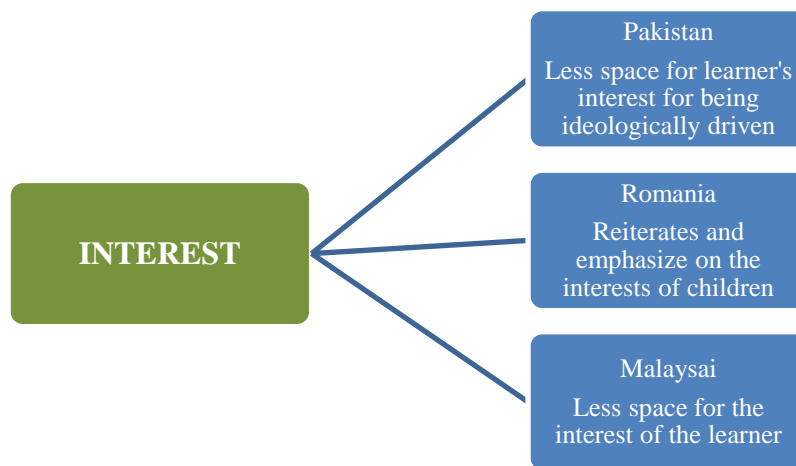 INTEREST
Pakistan
Less space for learner's
interest for being
ideologically driven
Romania
Reiterates and
emphasize on the
interests of children
Malaysai
Less space for the
interest of the learner